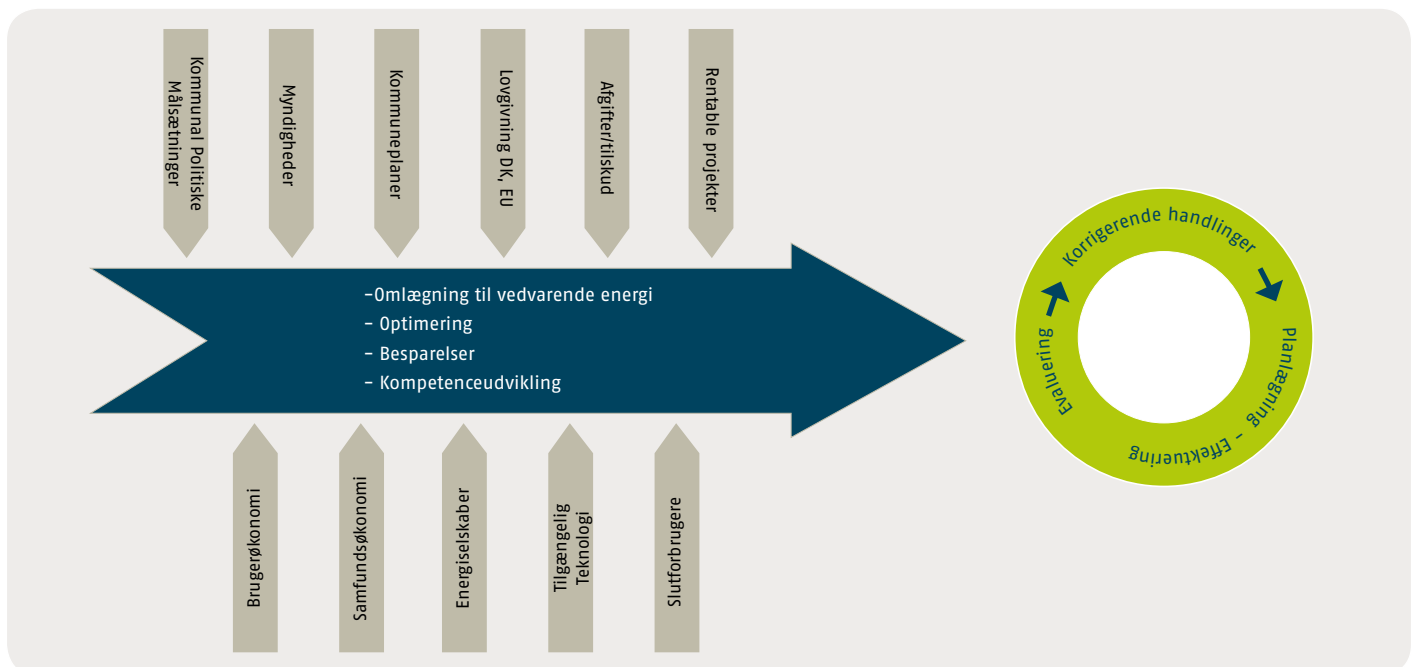 Kommunal Politiske
Målsætninger
Myndigheder
Kommuneplaner
Lovgivning DK, EU
Afgifter/tilskud
Rentable projekter
-Omlægning til vedvarende energi
- Optimering
- Besparelser
- Kompetenceudvikling
Brugerøkonomi
Samfundsøkonomi
Energiselskaber
Tilgængelig
Teknologi
Slutforbrugere
Korrigerende handlinger
Planlægning - Effektuering
Evaluering